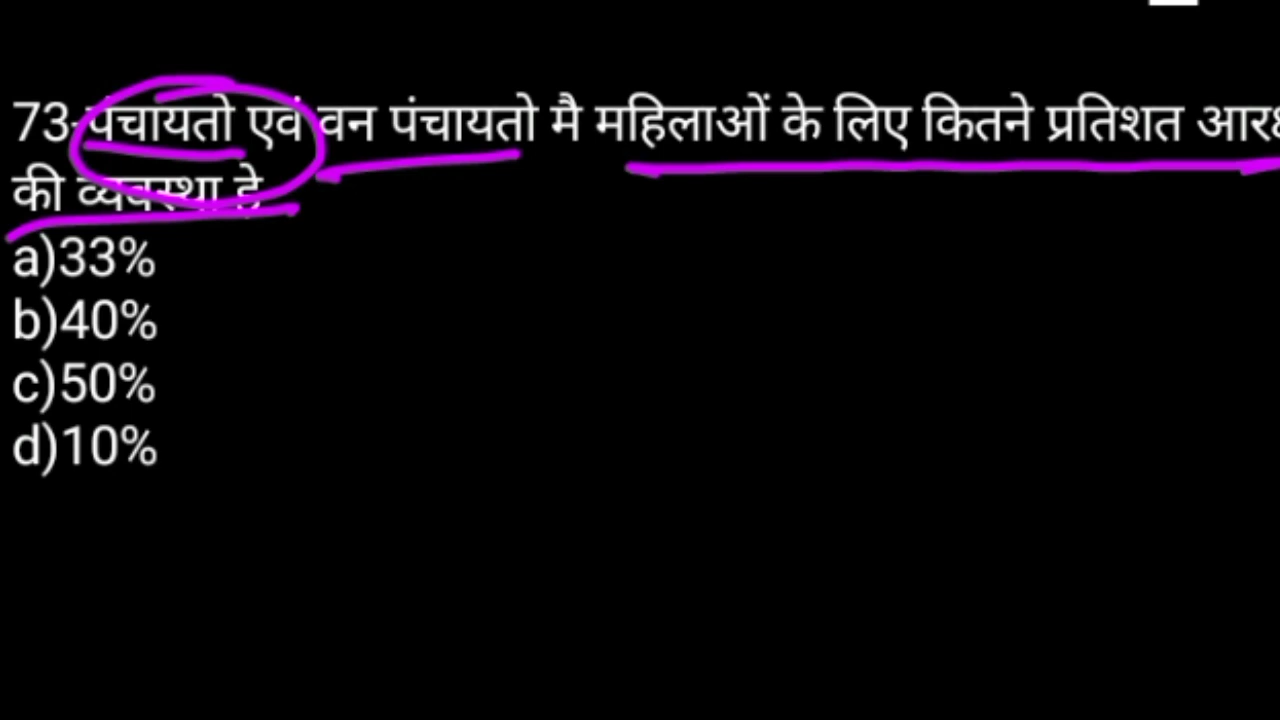 73-पंचायतो एवं वन पंचायतो मै महिलाओं के लिए कितने प्रतिशत
की व्यवस्था हे
a)33%
b)40%
c)50%
d)10%